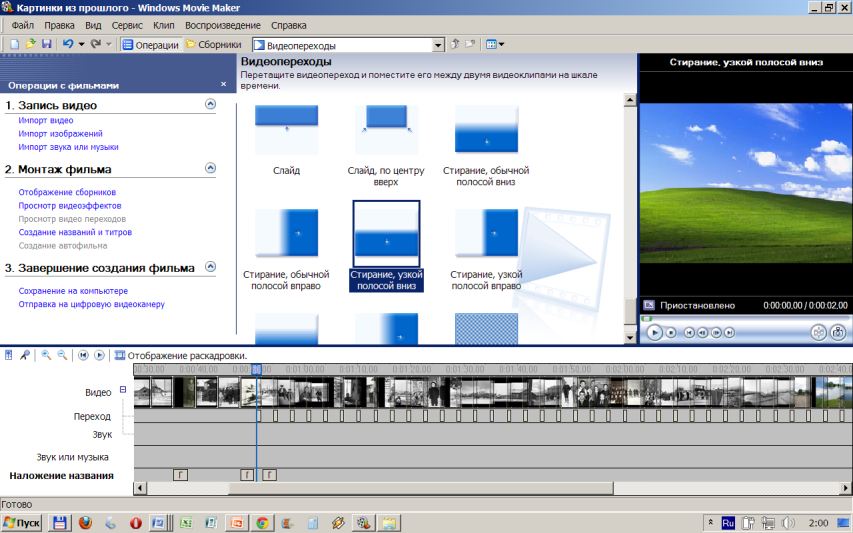 Картинки из прошлого - Windows Movie Maker
Файл Правка Вид Сервис Клип Воспроизведение Справка
Операции Сборники Видеопереходы
Операции с фильмами
1. Запись видео
Импорт видео
Импорт изображений
Импорт звука или музыки
2. Монтаж фильма
Отображение сборников
Просмотр видеоэффектов
Просмотр видео переходов
Создание названий и титров
Создание автофильма
3. Завершение создания фильма
Сохранение на компьютере
Отправка на цифровую видеокамеру
Видеопереходы
Перетащите видеопереход и поместите его между двумя видеоклипами на шкале
времени.
Слайд
Слайд, по центру
вверх
Стирание, обычной
полосой вниз
Стирание, обычной
полосой вправо
Стирание, узкой
полосой вниз
Стирание, узкой
полосой вправо
Стирание, узкой полосой вниз
Приостановлено 0:00:00,00 / 0:00:02,00
Отображение раскадровки.
0:00:40,00 0:01:00,00 0:01:10,00 0:01:20,00 0:01:30,00 0:01:40,00 0:01:50,00 0:02:00,00 0:02:10,00 0:02:20,00 0:02:30,00 0:02:40,0
Видео
Переход
Звук
Звук или музыка
Наложение названия
Готово
Пуск Ru 2:00